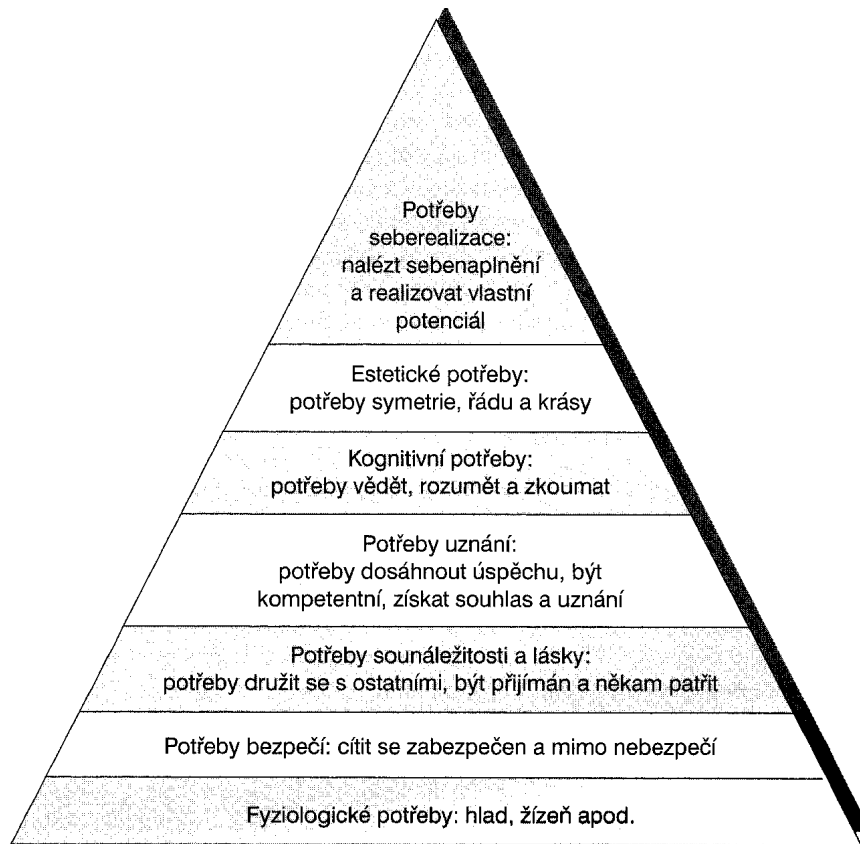 Potřeby
seberealizace:
nalézt sebenaplnění
a realizovat vlastní
potenciál
Estetické potřeby:
potřeby symetrie, řádu a krásy
Kognitivní potřeby:
potřeby vědět, rozumět a zkoumat
Potřeby uznání:
potřeby dosáhnout úspěchu, být
kompetentní, získat souhlas a uznání
Potřeby sounáležitosti a lásky:
potřeby družit se s ostatními, být přijímán a někam patřit
Potřeby bezpečí: cítit se zabezpečen a mimo nebezpečí
Fyziologické potřeby: hlad, žízeň apod.